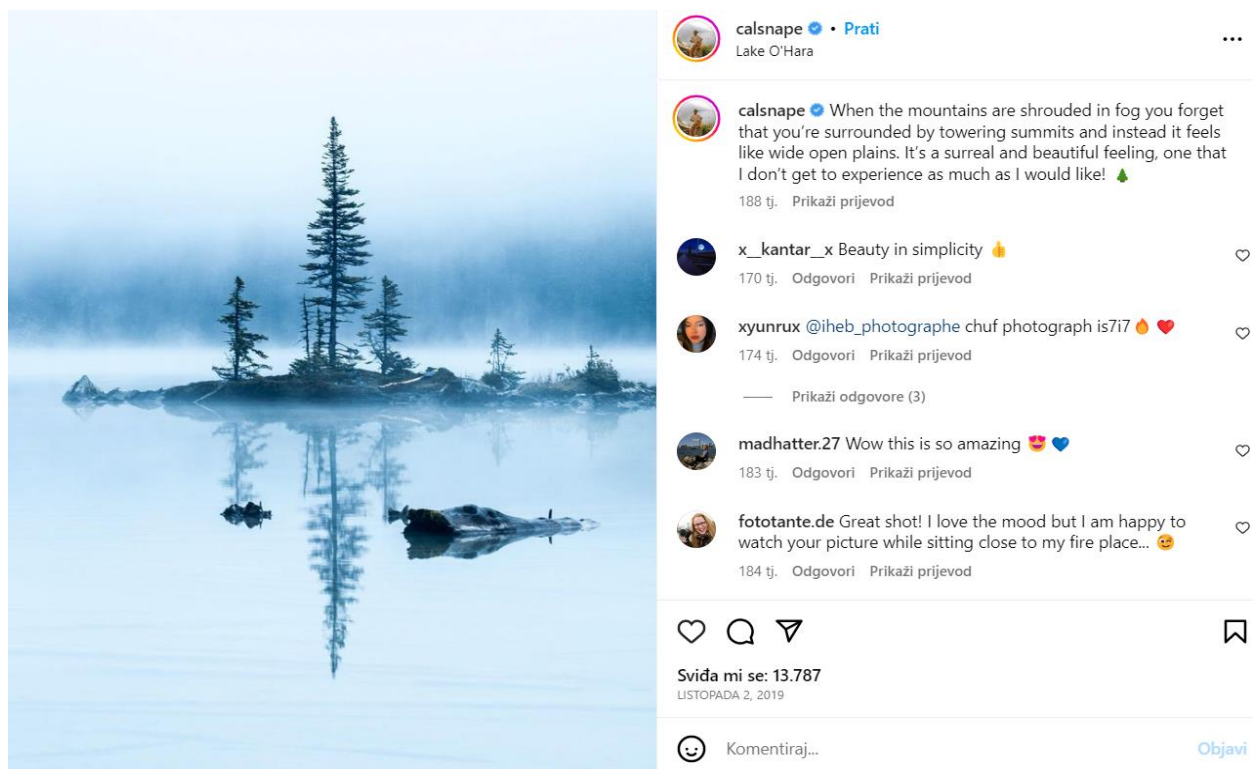 calsnape • Prati
Lake O'Hara
calsnape When the mountains are shrouded in fog you forget
that you’re surrounded by towering summits and instead it feels
like wide open plains. It’s a surreal and beautiful feeling, one that
I don’t get to experience as much as I would like! 🌲
188 tj. Prikaži prijevod
x__kantar__x Beauty in simplicity 👍
170 tj. Odgovori Prikaži prijevod
xyunrux @iheb_photographe chuf photograph is7i7🔥 ❤️
174 tj. Odgovori Prikaži prijevod
Prikaži odgovore (3)
madhatter.27 Wow this is so amazing 😍 💙
183 tj. Odgovori Prikaži prijevod
fototante.de Great shot! I love the mood but I am happy to
watch your picture while sitting close to my fire place... 😉
184 tj. Odgovori Prikaži prijevod
Sviđa mi se: 13.787
LISTOPADA 2, 2019
Komentiraj...
Objavi